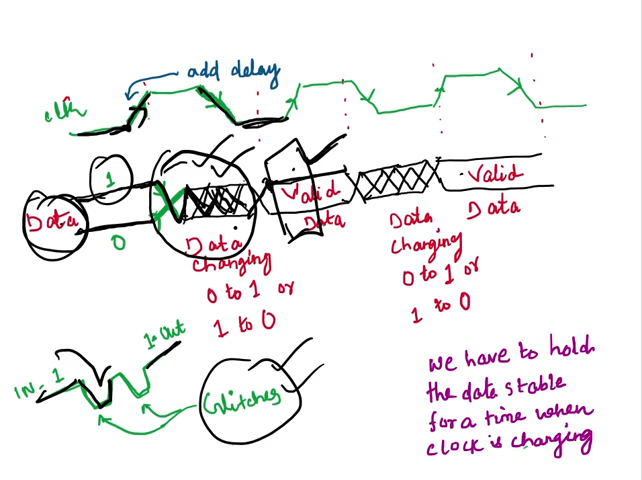 add delay
clk
1
Data
0
Valid
Data
Valid
Data
Data
changing
0 to 1 or
1 to 0
Data
Changing
0 to 1 or
1 to 0
IN - 1
1-Out
Glitches
We have to hold
the data stable
for a time when
clock is changing